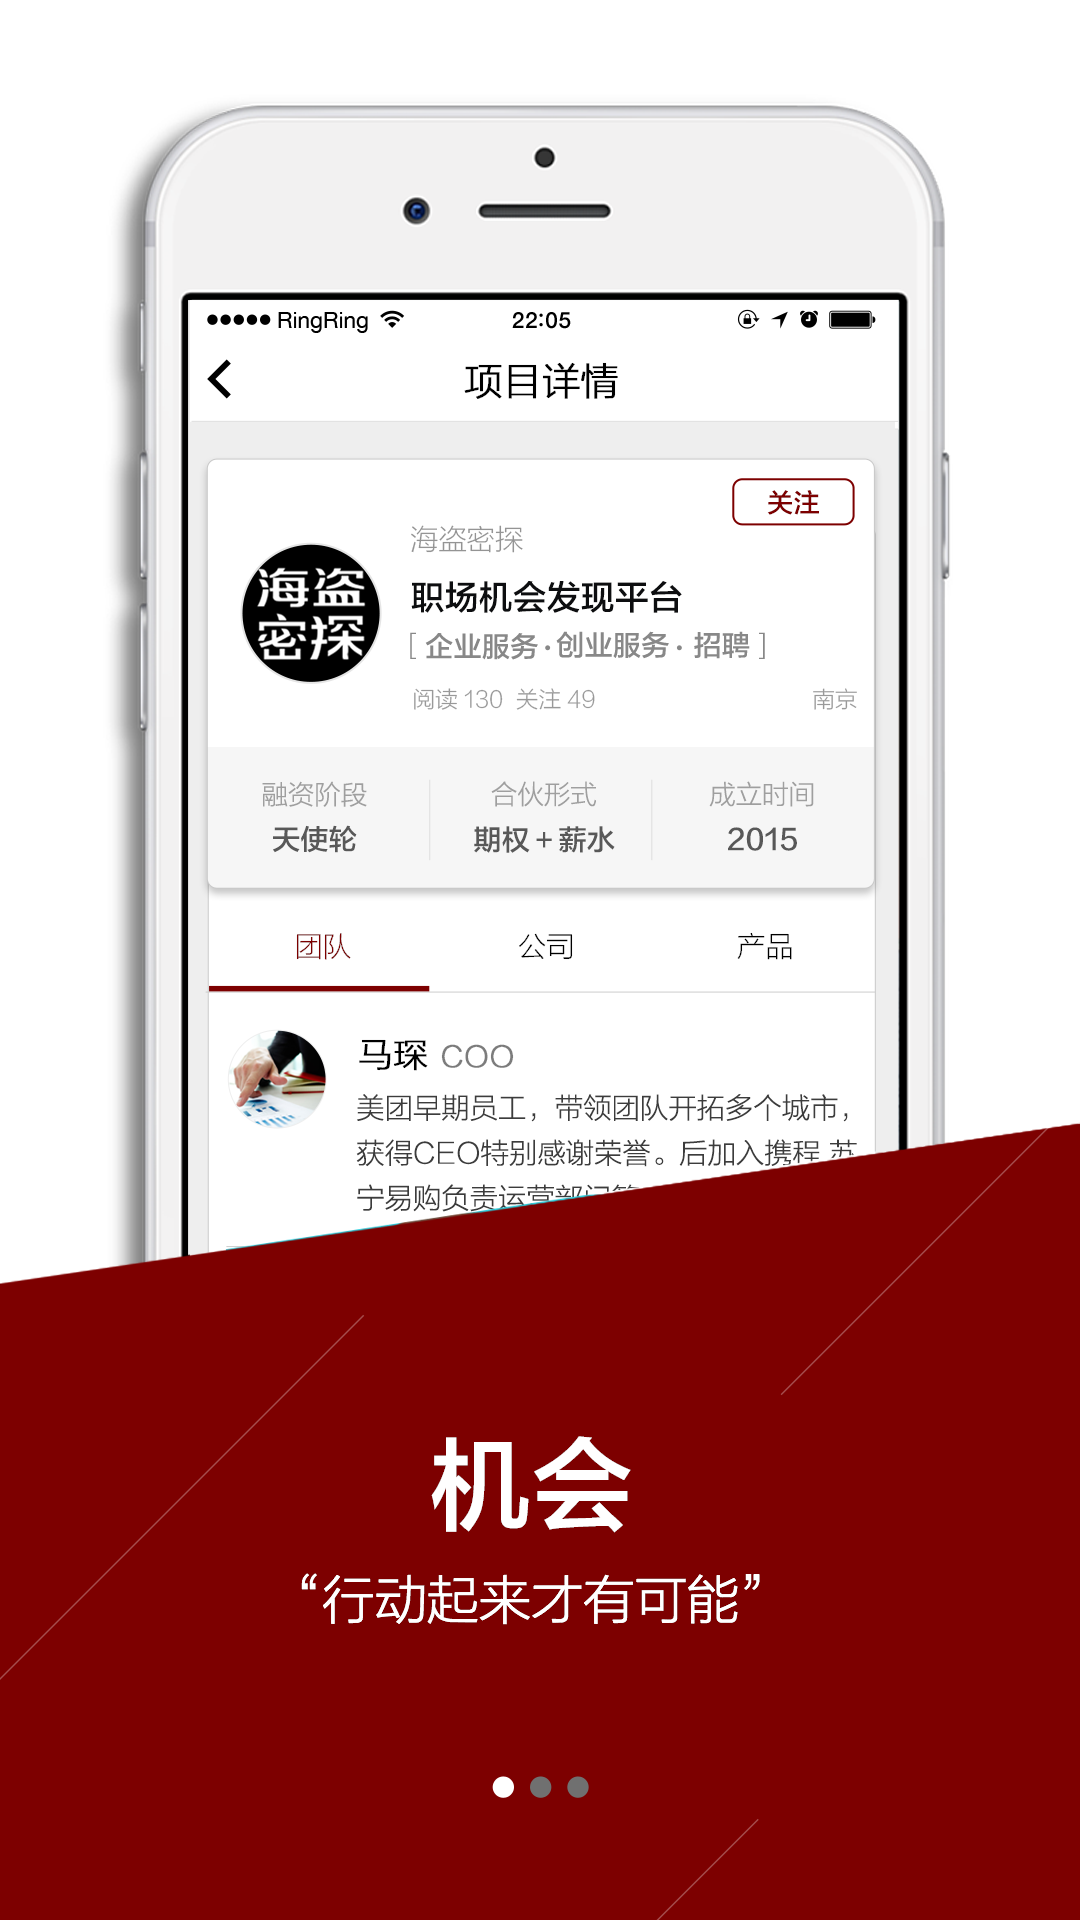 RingRing
22:05
项目详情
关注
海盗密探
海盗
密探
职场机会发现平台
[ 企业服务 · 创业服务 · 招聘 ]
阅读 130 关注 49
南京
融资阶段 合伙形式 成立时间
天使轮 期权 + 薪水 2015
团队 公司 产品
马琛 COO
美团早期员工，带领团队开拓多个城市，
获得CEO特别感谢荣誉。后加入携程 苏
宁易购负责运营部门
机会
“行动起来才有可能”